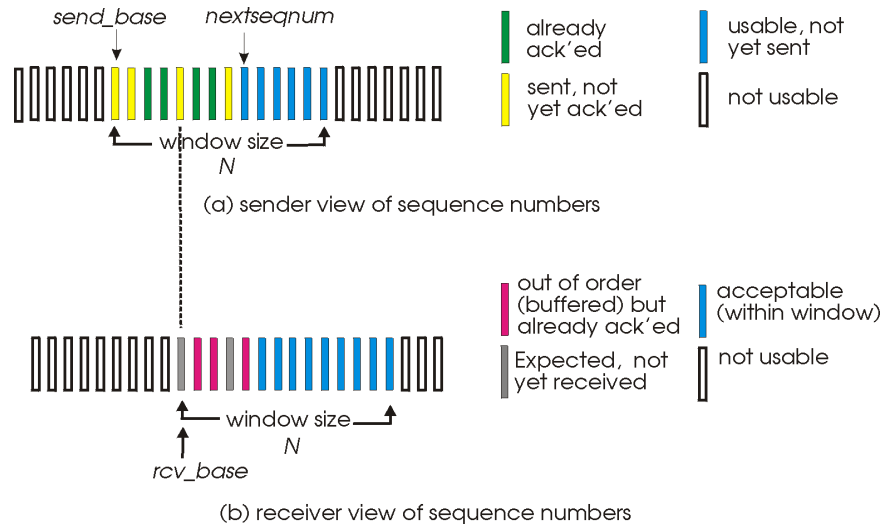 send_base
nextseqnum
already
ack'ed
usable, not
yet sent
sent, not
yet ack'ed
not usable
window size
N
(a) sender view of sequence numbers
out of order
(buffered) but
already ack'ed
acceptable
(within window)
Expected, not
yet received
not usable
window size
N
rcv_base
(b) receiver view of sequence numbers